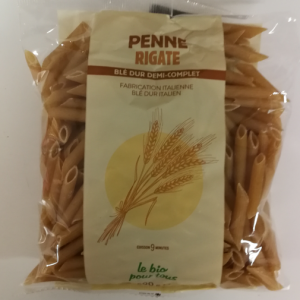 PENNE
RIGATE
BLÉ DUR DEMI-COMPLET
FABRICATION ITALIENNE
BLÉ DUR ITALIEN
le bio
pour tous